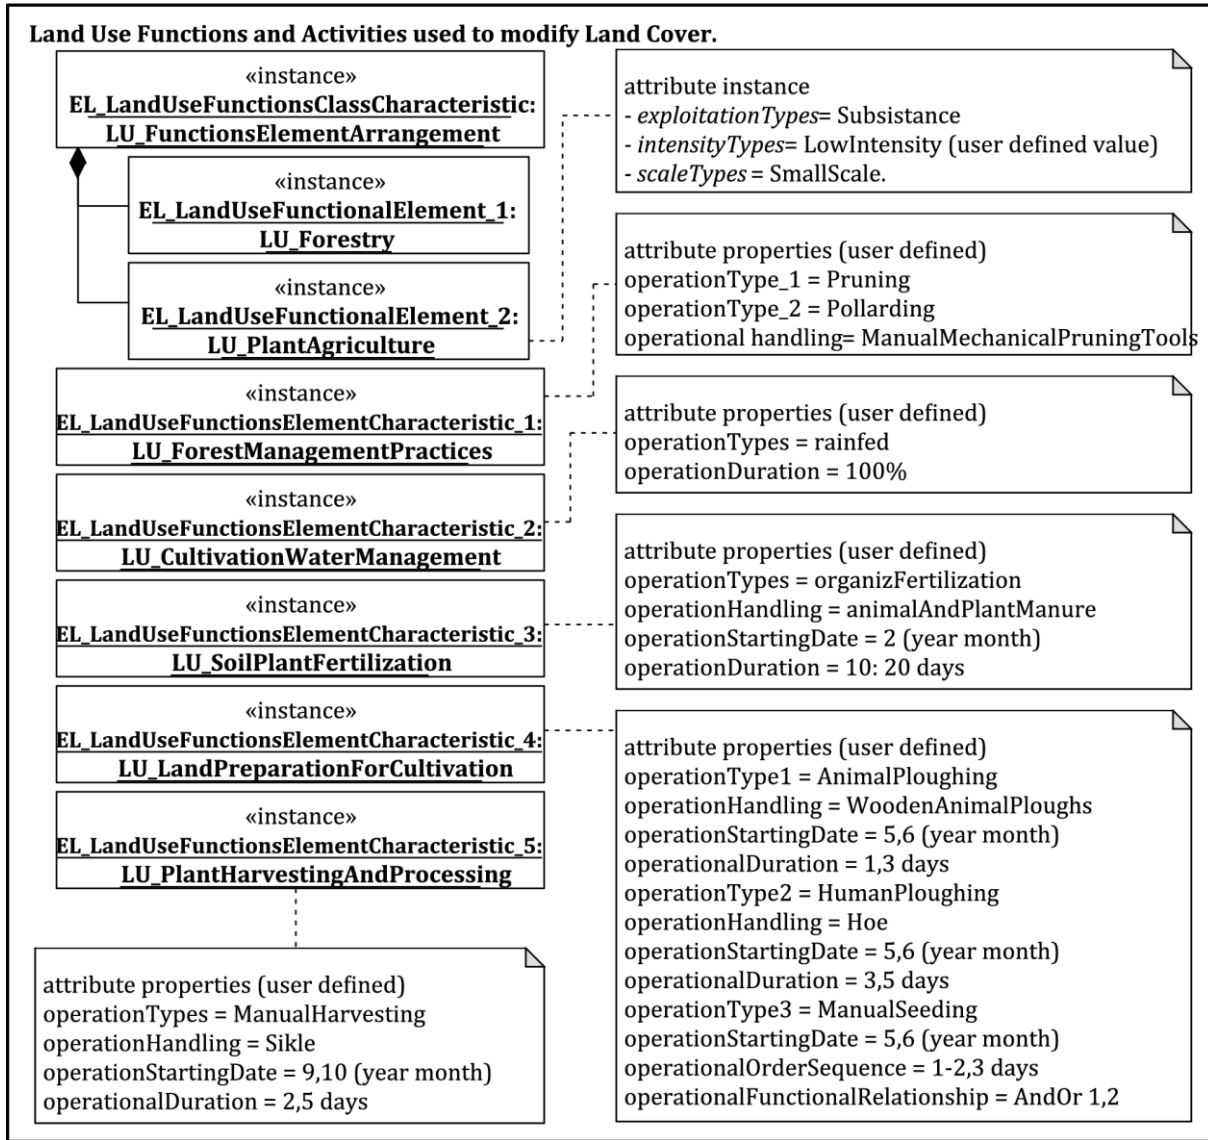 Land Use Functions and Activities used to modify Land Cover.
«instance»
EL_LandUseFunctionsClassCharacteristic:
LU_FunctionsElementArrangement
«instance»
EL_LandUseFunctionalElement_1:
LU_Forestry
«instance»
EL_LandUseFunctionalElement_2:
LU_PlantAgriculture
«instance»
EL_LandUseFunctionsElementCharacteristic_1:
LU_ForestManagementPractices
«instance»
EL_LandUseFunctionsElementCharacteristic_2:
LU_CultivationWaterManagement
«instance»
EL_LandUseFunctionsElementCharacteristic_3:
LU_SoilPlantFertilization
«instance»
EL_LandUseFunctionsElementCharacteristic_4:
LU_LandPreparationForCultivation
«instance»
EL_LandUseFunctionsElementCharacteristic_5:
LU_PlantHarvestingAndProcessing
attribute properties (user defined)
operationTypes = ManualHarvesting
operationHandling = Sikle
operationStartingDate = 9,10 (year month)
operationalDuration = 2,5 days
attribute instance
- exploitationTypes= Subsistance
- intensityTypes= LowIntensity (user defined value)
- scaleTypes = SmallScale.
attribute properties (user defined)
operationType_1 = Pruning
operationType_2 = Pollarding
operational handling= ManualMechanicalPruningTools
attribute properties (user defined)
operationTypes = rainfed
operationDuration = 100%
attribute properties (user defined)
operationTypes = organizFertilization
operationHandling = animalAndPlantManure
operationStartingDate = 2 (year month)
operationDuration = 10: 20 days
attribute properties (user defined)
operationType1 = AnimalPloughing
operationHandling = WoodenAnimalPloughs
operationStartingDate = 5,6 (year month)
operationalDuration = 1,3 days
operationType2 = HumanPloughing
operationHandling = Hoe
operationStartingDate = 5,6 (year month)
operationalDuration = 3,5 days
operationType3 = ManualSeeding
operationStartingDate = 5,6 (year month)
operationalOrderSequence = 1-2,3 days
operationalFunctionalRelationship = AndOr 1,2